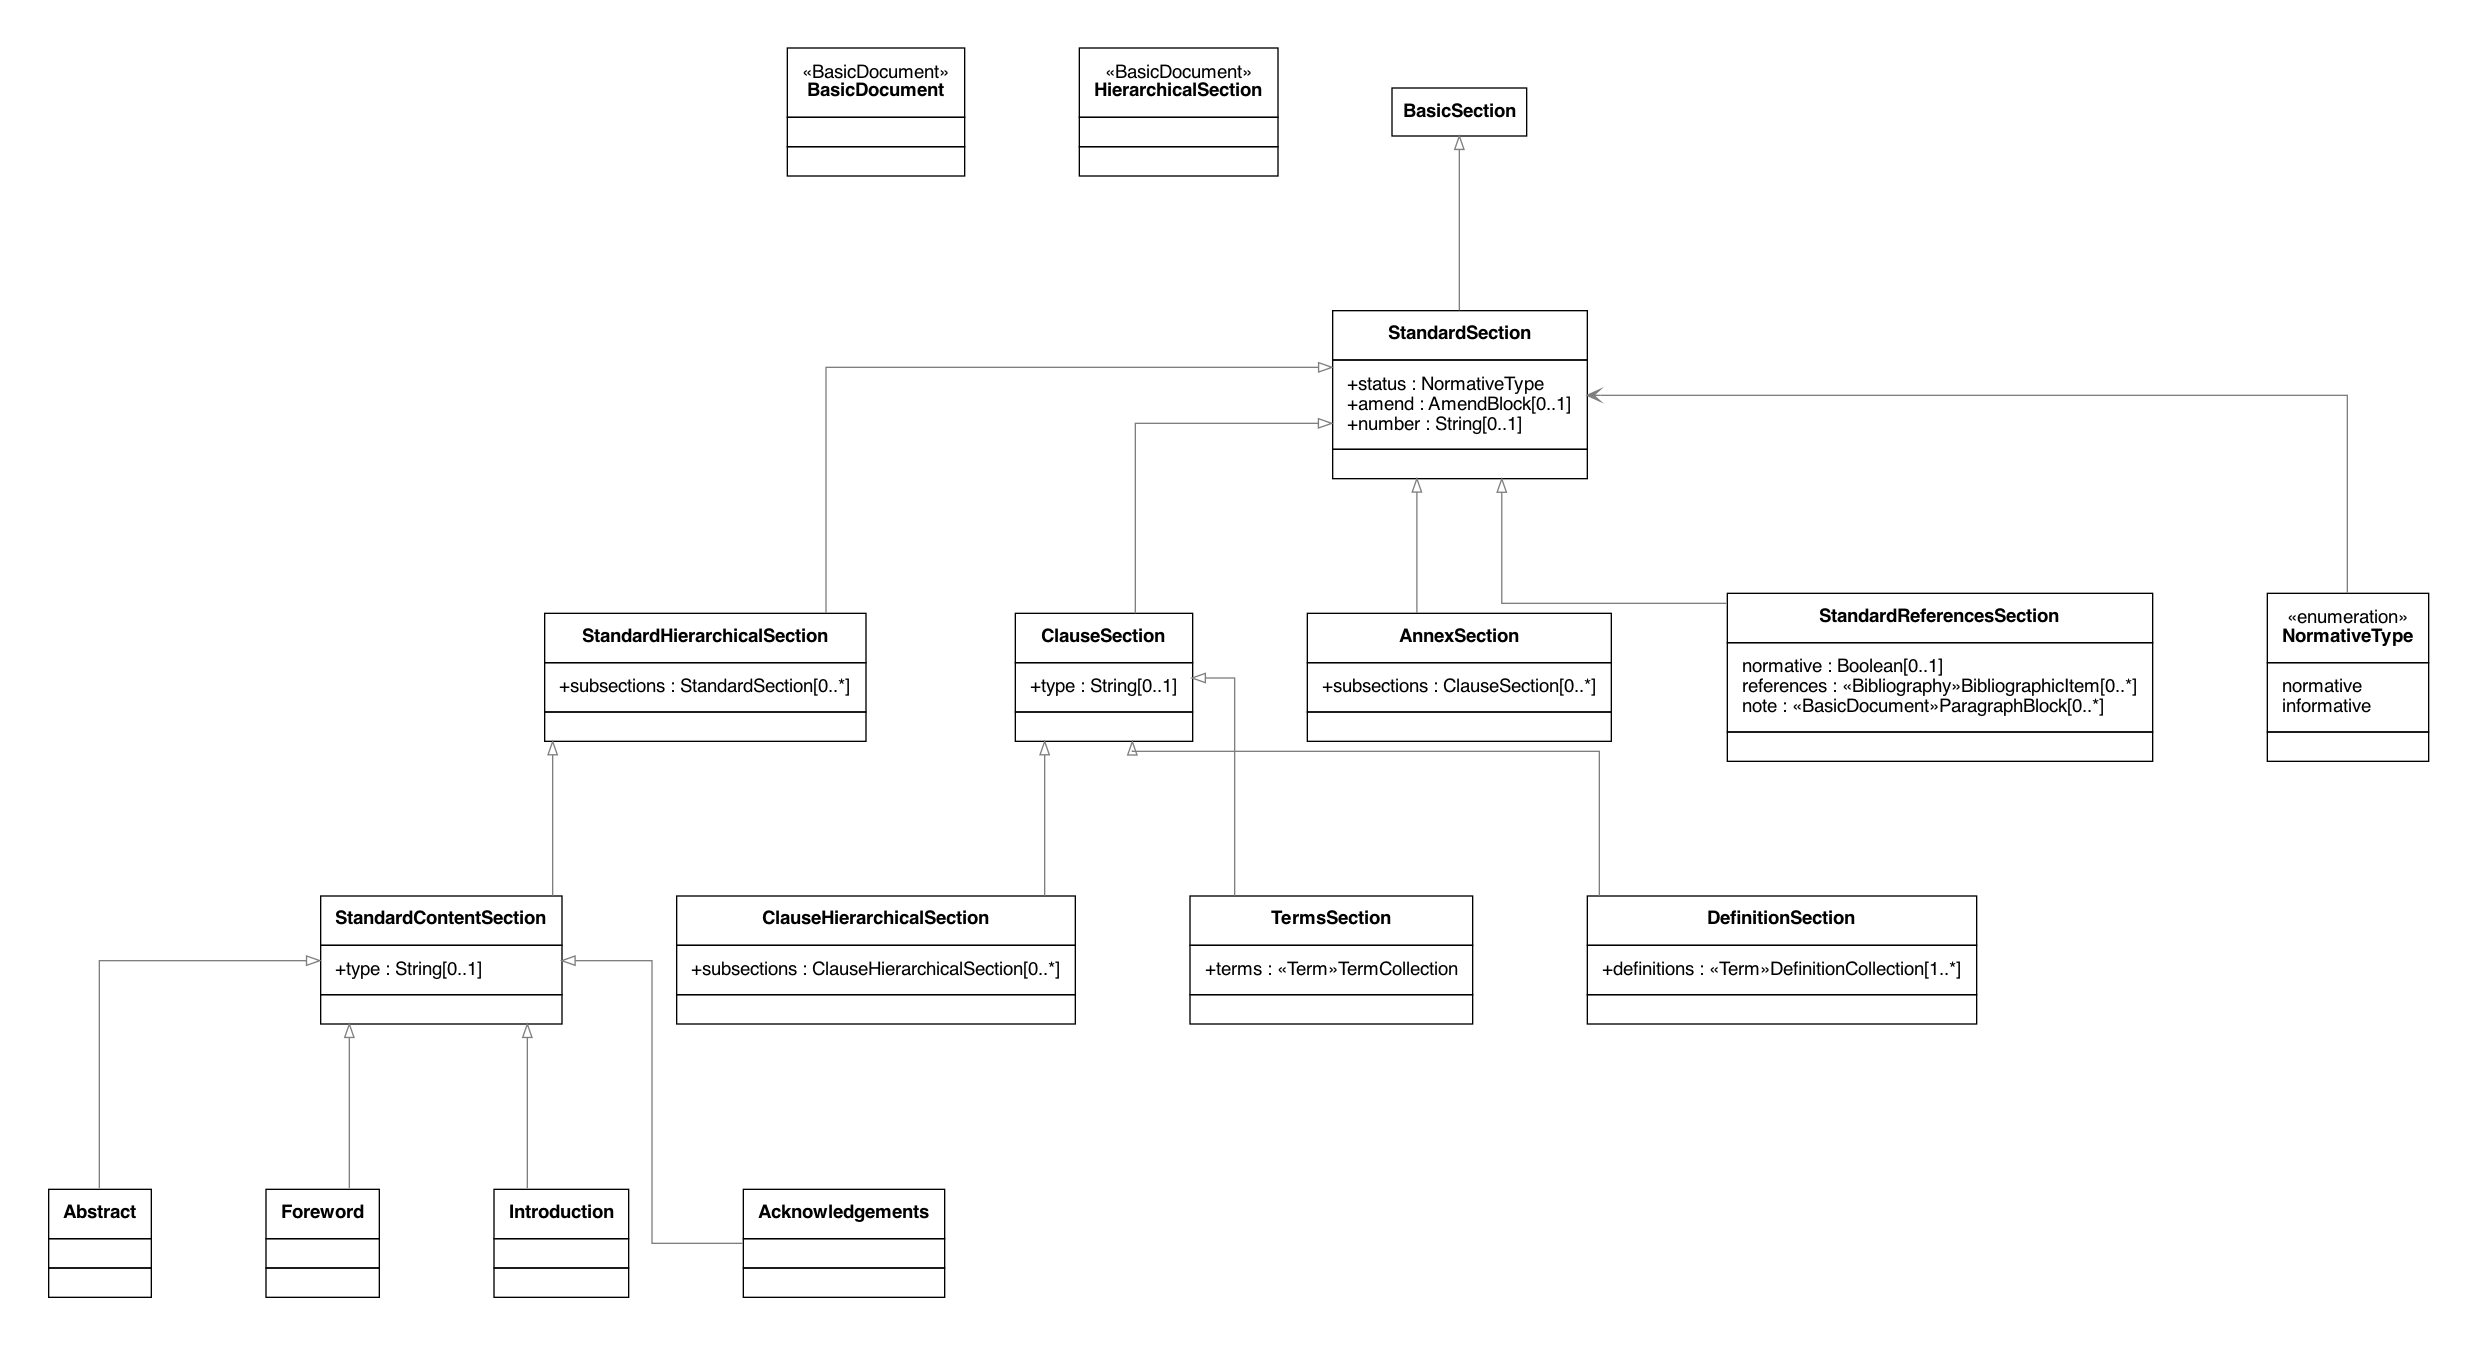 «BasicDocument»
BasicDocument
«BasicDocument»
HierarchicalSection
BasicSection
StandardSection
+status : NormativeType
+amend : AmendBlock[0..1]
+number : String[0..1]
StandardHierarchicalSection
+subsections : StandardSection[0..*]
ClauseSection
+type : String[0..1]
AnnexSection
+subsections : ClauseSection[0..*]
StandardReferencesSection
normative : Boolean[0..1]
references : «Bibliography»BibliographicItem[0..*]
note : «BasicDocument»ParagraphBlock[0..*]
«enumeration»
NormativeType
normative
informative
StandardContentSection
+type : String[0..1]
ClauseHierarchicalSection
+subsections : ClauseHierarchicalSection[0..*]
TermsSection
+terms : «Term»TermCollection
DefinitionSection
+definitions : «Term»DefinitionCollection[1..*]
Abstract
Foreword
Introduction
Acknowledgements